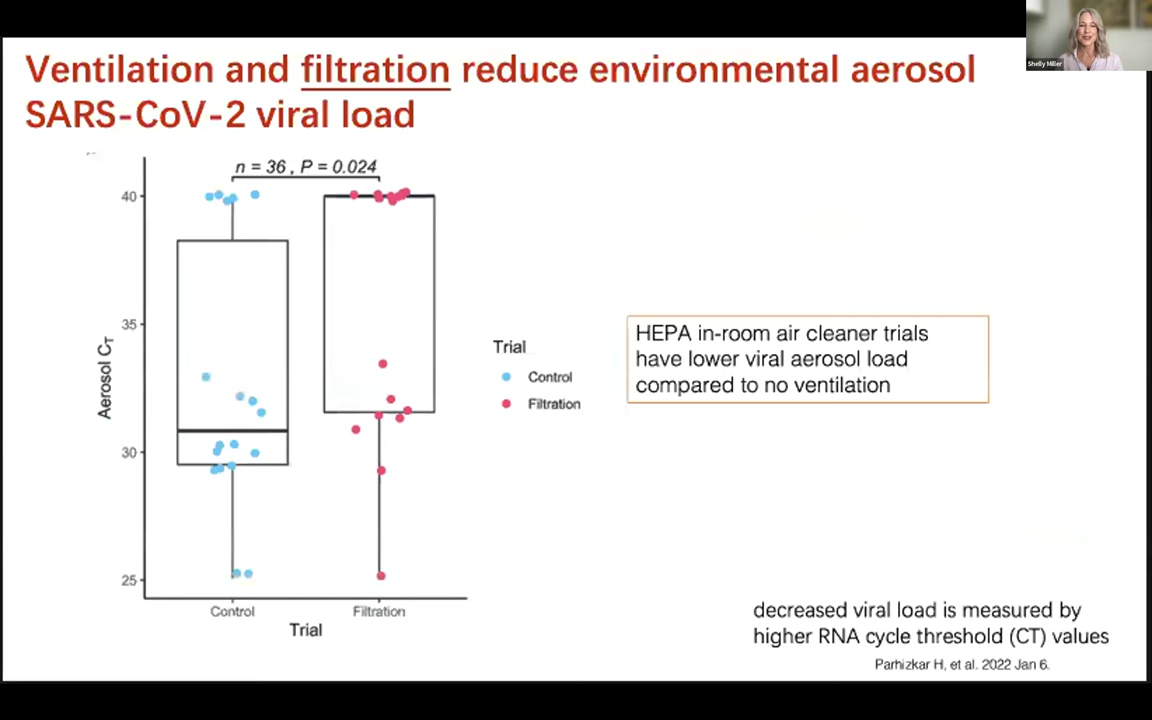 Ventilation and filtration reduce environmental aerosol
SARS-CoV-2 viral load
Shelly Miller
n = 36 , P = 0.024
40
35
30
25
Aerosol CT
Control
Filtration
Trial
Trial
Control
Filtration
HEPA in-room air cleaner trials
have lower viral aerosol load
compared to no ventilation
decreased viral load is measured by
higher RNA cycle threshold (CT) values
Parhizkar H, et al. 2022 Jan 6.